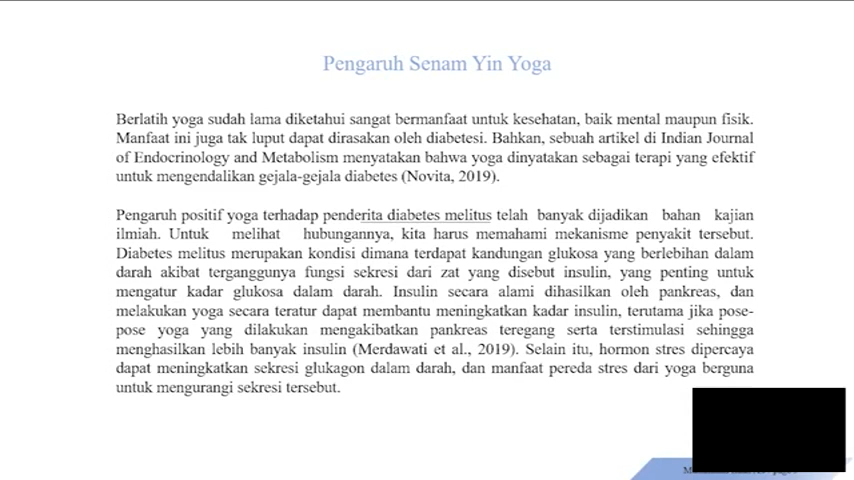 Pengaruh Senam Yin Yoga
Berlatih yoga sudah lama diketahui sangat bermanfaat untuk kesehatan, baik mental maupun fisik.
Manfaat ini juga tak luput dapat dirasakan oleh diabetesi. Bahkan, sebuah artikel di Indian Journal
of Endocrinology and Metabolism menyatakan bahwa yoga dinyatakan sebagai terapi yang efektif
untuk mengendalikan gejala-gejala diabetes (Novita, 2019).
Pengaruh positif yoga terhadap penderita diabetes melitus telah banyak dijadikan bahan kajian
ilmiah. Untuk melihat hubungannya, kita harus memahami mekanisme penyakit tersebut.
Diabetes melitus merupakan kondisi dimana terdapat kandungan glukosa yang berlebihan dalam
darah akibat terganggunya fungsi sekresi dari zat yang disebut insulin, yang penting untuk
mengatur kadar glukosa dalam darah. Insulin secara alami dihasilkan oleh pankreas, dan
melakukan yoga secara teratur dapat membantu meningkatkan kadar insulin, terutama jika pose-
pose yoga yang dilakukan mengakibatkan pankreas teregang serta terstimulasi sehingga
menghasilkan lebih banyak insulin (Merdawati et al., 2019). Selain itu, hormon stres dipercaya
dapat meningkatkan sekresi glukagon dalam darah, dan manfaat pereda stres dari yoga berguna
untuk mengurangi sekresi tersebut.